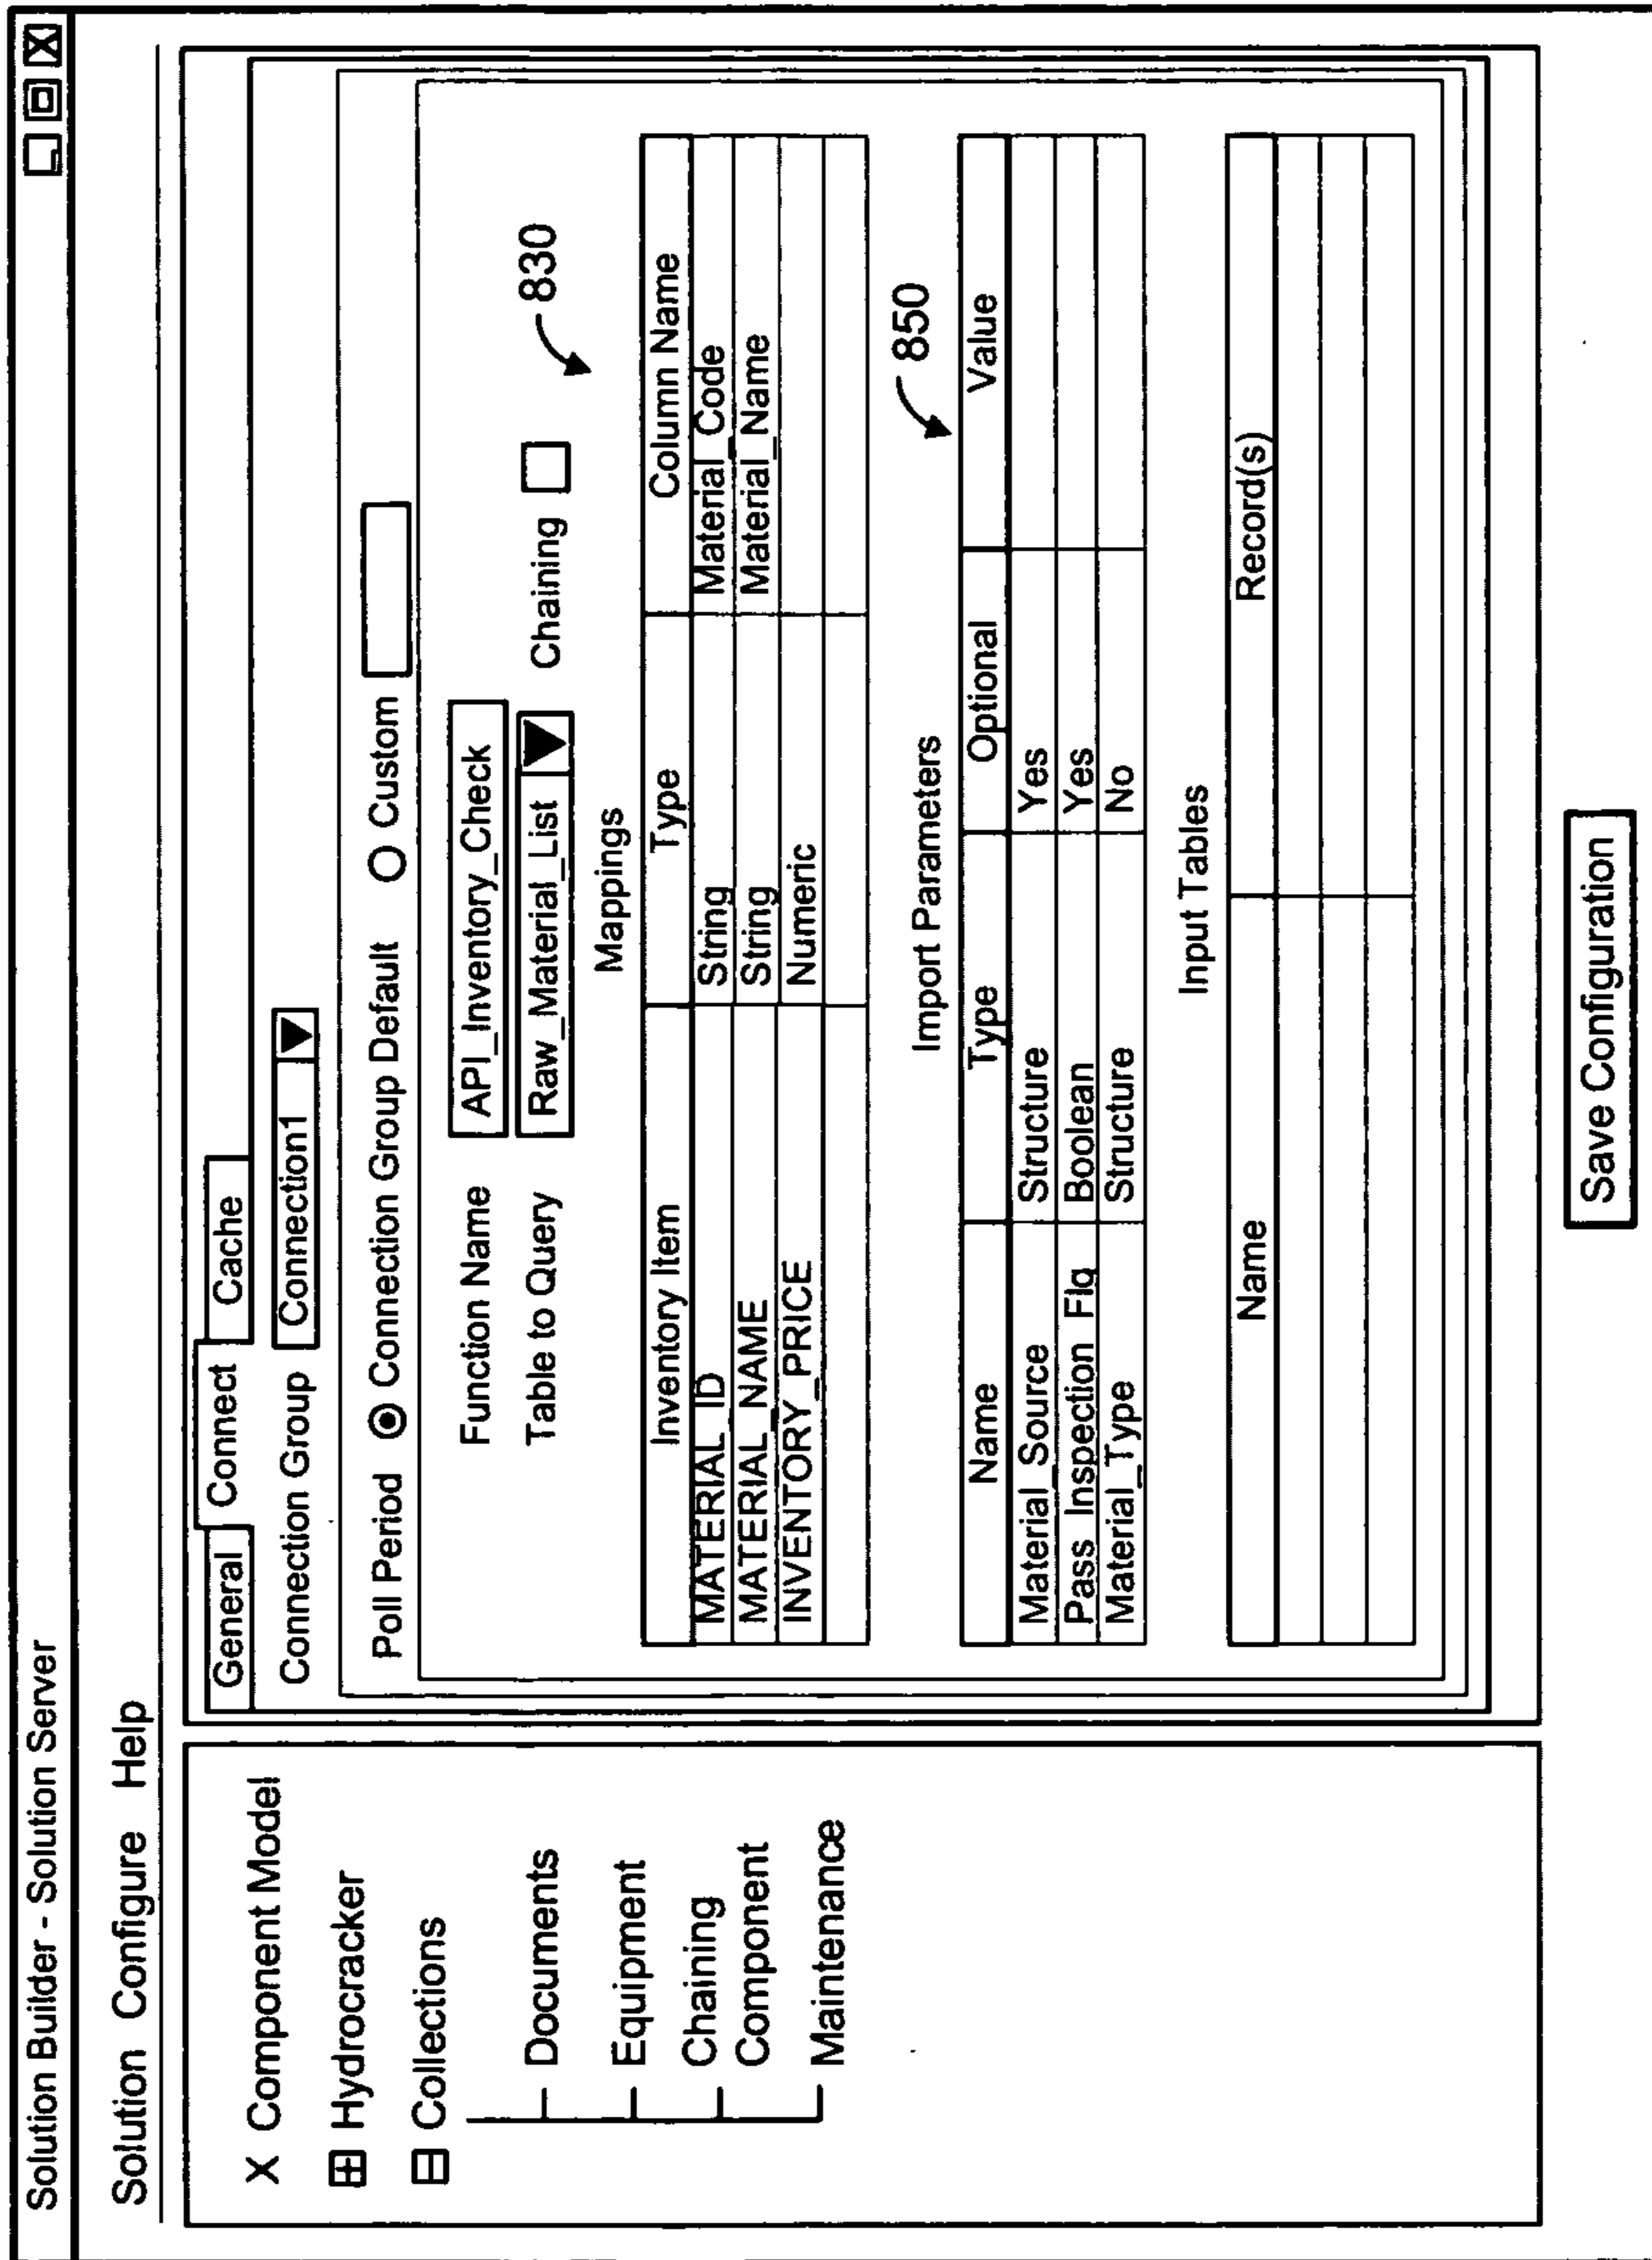 Solution Builder - Solution Server
Solution Configure Help
X Component Model
Hydrocracker
Collections
Documents
Equipment
Chaining
Component
Maintenance
General Connect Cache
Connection Group Connection1
Poll Period Connection Group Default Custom
Function Name API_Inventory_Check
Table to Query Raw_Material_List Chaining
830
Mappings
Inventory Item Type Column Name
MATERIAL_ID String Material_Code
MATERIAL_NAME String Material_Name
INVENTORY_PRICE Numeric
Import Parameters
850
Name Type Optional Value
Material_Source Structure Yes
Pass_Inspection_Flg Boolean Yes
Material_Type Structure No
Input Tables
Name Record(s)
Save Configuration